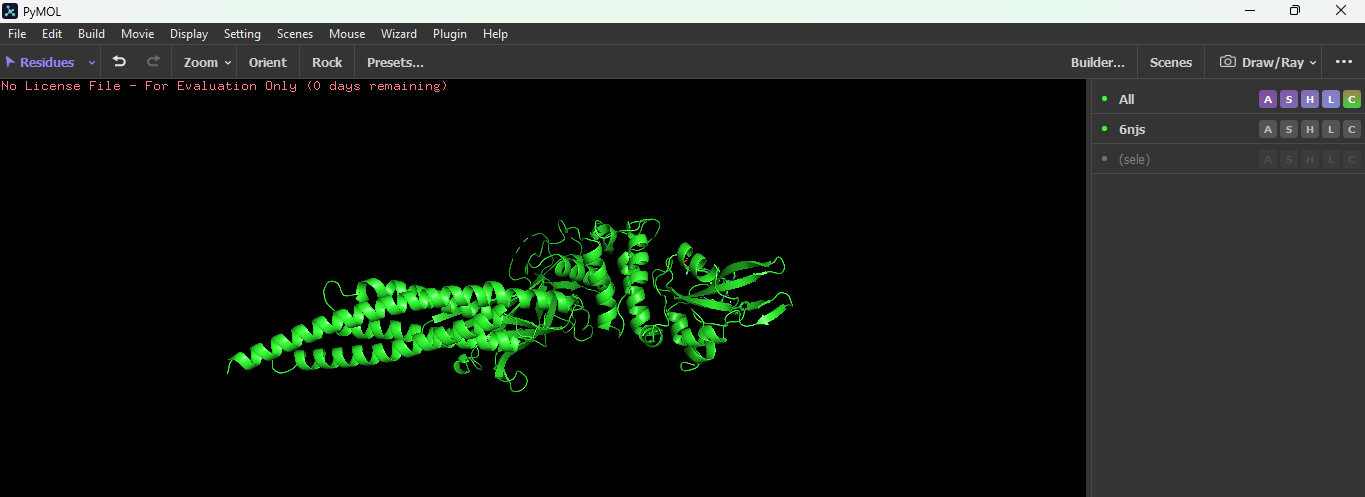 PyMOL
File Edit Build Movie Display Setting Scenes Mouse Wizard Plugin Help
Residues Zoom Orient Rock Presets... Builder... Scenes Draw/Ray
No License File - For Evaluation Only (0 days remaining)
All A S H L C
6njs A S H L C
(sele) A S H L C